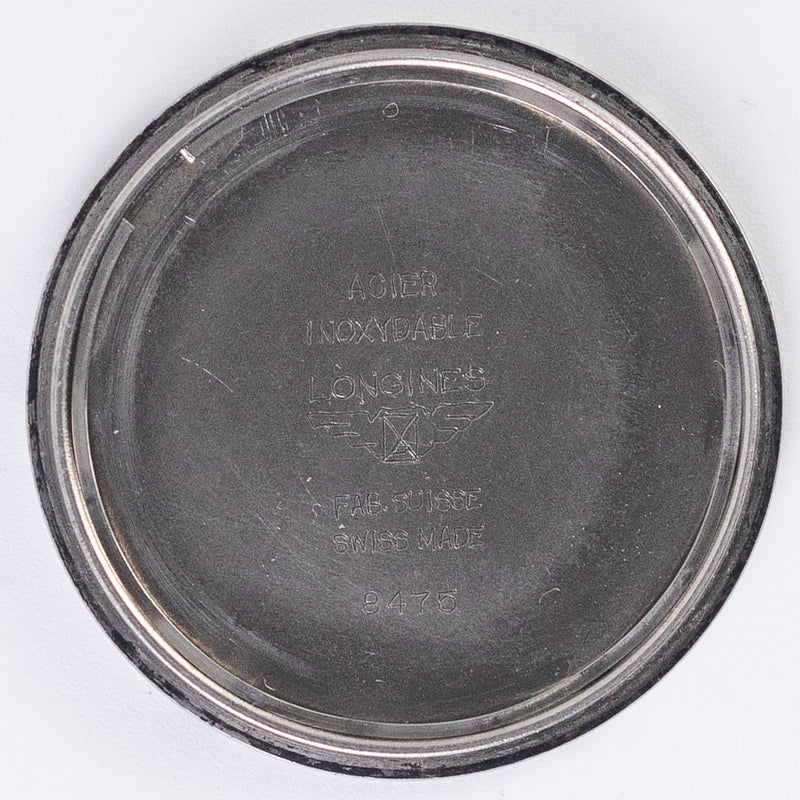 ACIER
INOXYDABLE
LONGINES
FAB. SUISSE
SWISS MADE
8475